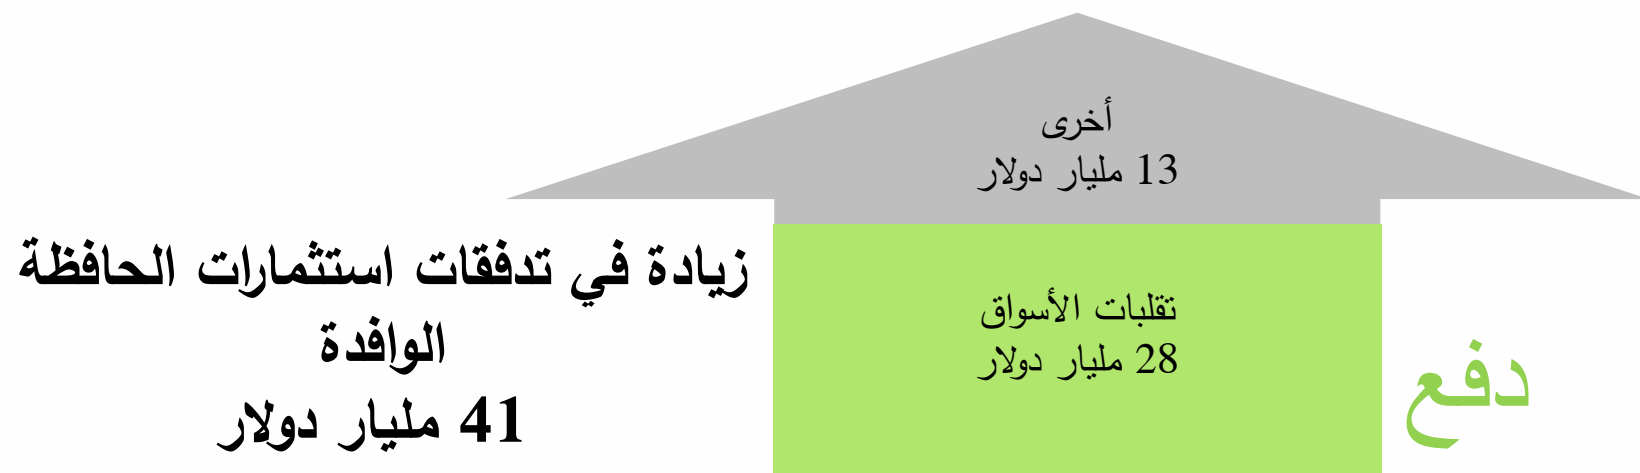 أخرى
13 مليار دولار
زيادة في تدفقات استثمارات الحافظة
الوافدة
41 مليار دولار
تقلبات الأسواق
28 مليار دولار
دفع